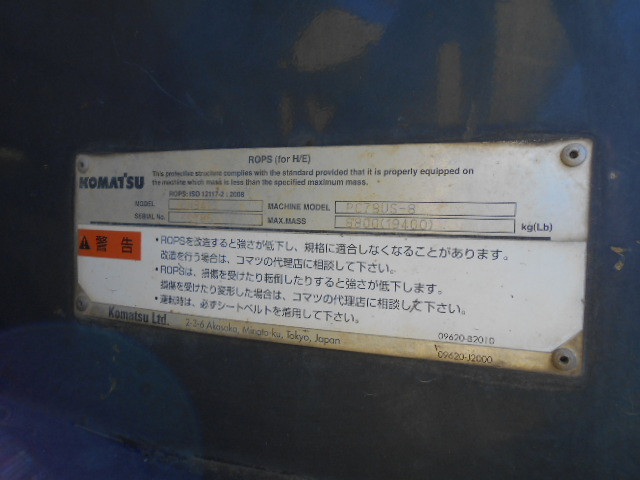 ROPS (for H/E)
KOMATSU
This protective structure complies with the standard provided that it is properly equipped on
the machine which mass is less than the specified maximum mass.
ROPS: ISO 12117-2 : 2008
MODEL MACHINE MODEL PC78US-8
SERIAL No. MAX.MASS 8800(19400) kg(Lb)
警告
・ROPSを改造すると強さが低下し、規格に適合しなくなることがあります。
改造を行う場合は、コマツの代理店に相談して下さい。
・ROPSは、損傷を受けたり転倒したりすると強さが低下します。
損傷を受けたり変形した場合は、コマツの代理店に相談して下さい。
・運転時は、必ずシートベルトを着用して下さい。
Komatsu Ltd. 2-3-6 Akasaka, Minato-ku, Tokyo, Japan
09620-B2010
09620-J2000